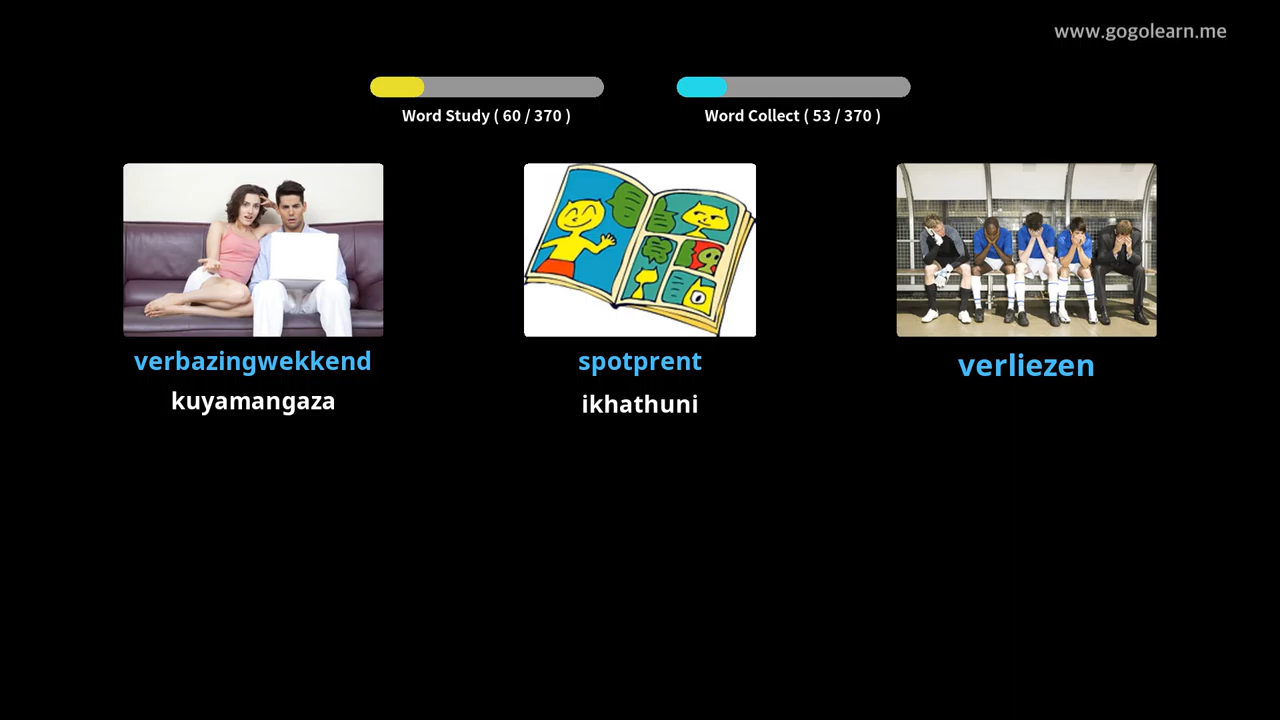 www.gogolearn.me
Word Study ( 60 / 370 )
Word Collect ( 53 / 370 )
verbazingwekkend
spotprent
verliezen
kuyamangaza
ikhathuni